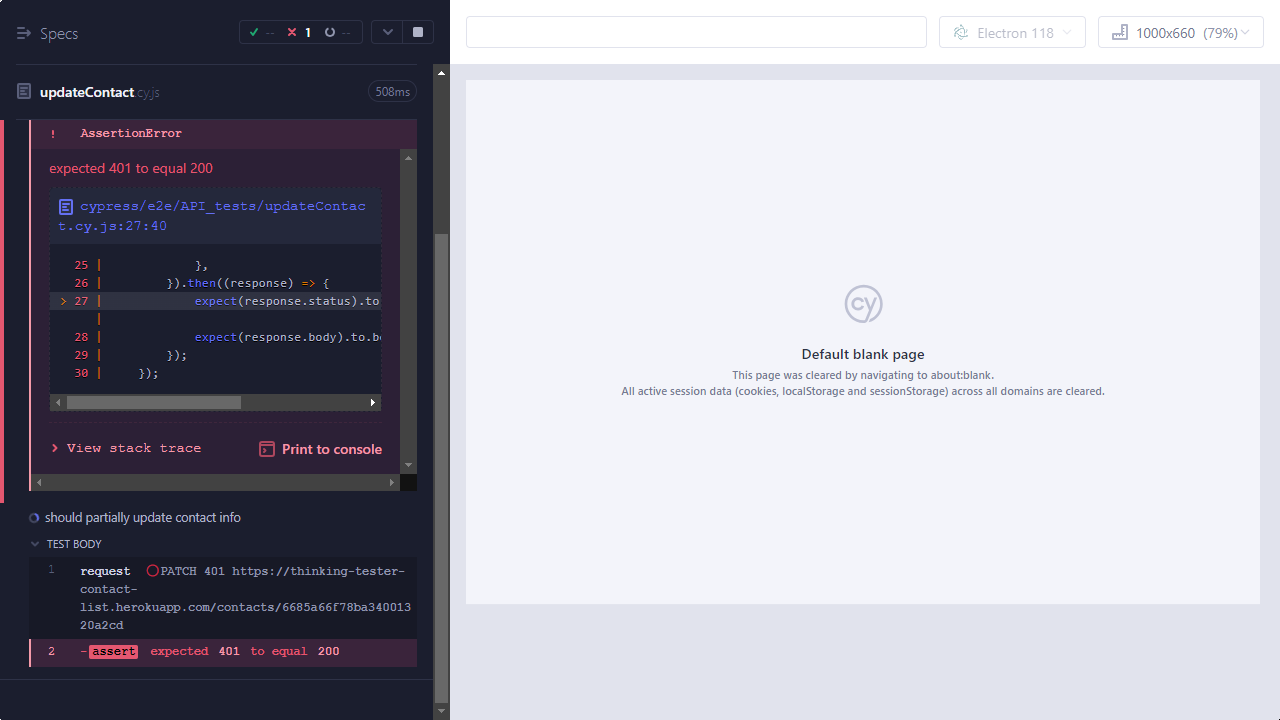 Specs
-- 1 --
Electron 118
1000x660 (79%)
updateContact.cy.js
508ms
! AssertionError
expected 401 to equal 200
cypress/e2e/API_tests/updateContac
t.cy.js:27:40
25 | },
26 | }).then((response) => {
> 27 | expect(response.status).to
|
28 | expect(response.body).to.b
29 | });
30 | });
View stack trace
Print to console
should partially update contact info
TEST BODY
1 request PATCH 401 https://thinking-tester-
contact-
list.herokuapp.com/contacts/6685a66f78ba340013
20a2cd
2 -assert expected 401 to equal 200
cy
Default blank page
This page was cleared by navigating to about:blank.
All active session data (cookies, localStorage and sessionStorage) across all domains are cleared.